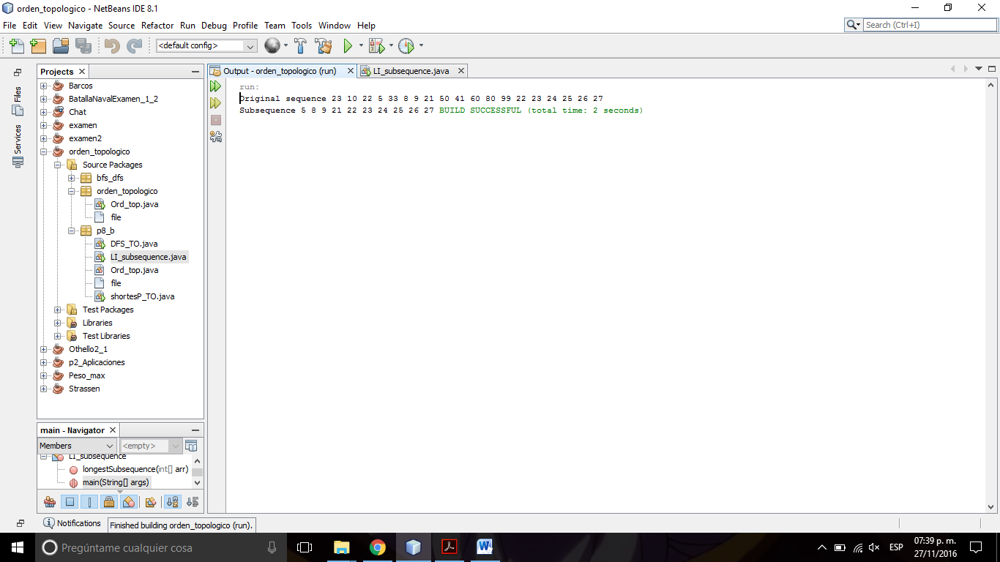 orden_topologico - NetBeans IDE 8.1
File Edit View Navigate Source Refactor Run Debug Profile Team Tools Window Help
Search (Ctrl+I)
<default config>
Files
Services
Projects
Barcos
BatallaNavalExamen_1_2
Chat
examen
examen2
orden_topologico
Source Packages
bfs_dfs
orden_topologico
Ord_top.java
file
p8_b
DFS_TO.java
LI_subsequence.java
Ord_top.java
file
shortesP_TO.java
Test Packages
Libraries
Test Libraries
Othello2_1
p2_Aplicaciones
Peso_max
Strassen
Output - orden_topologico (run)
LI_subsequence.java
run:
Original sequence 23 10 22 5 33 8 9 21 50 41 60 80 99 22 23 24 25 26 27
Subsequence 5 8 9 21 22 23 24 25 26 27 BUILD SUCCESSFUL (total time: 2 seconds)
main - Navigator
Members
<empty>
LI_subsequence
longestSubsequence(int[] arr)
main(String[] args)
Notifications
Finished building orden_topologico (run).
Pregúntame cualquier cosa
ESP
07:39 p. m.
27/11/2016